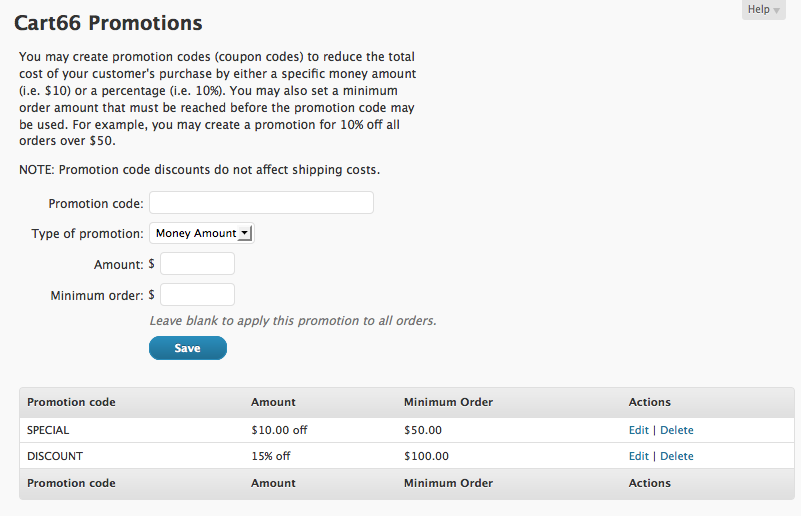 Help
Cart66 Promotions
You may create promotion codes (coupon codes) to reduce the total
cost of your customer's purchase by either a specific money amount
(i.e. $10) or a percentage (i.e. 10%). You may also set a minimum
order amount that must be reached before the promotion code may
be used. For example, you may create a promotion for 10% off all
orders over $50.
NOTE: Promotion code discounts do not affect shipping costs.
Promotion code:
Type of promotion: Money Amount
Amount: $
Minimum order: $
Leave blank to apply this promotion to all orders.
Save
Promotion code Amount Minimum Order Actions
SPECIAL $10.00 off $50.00 Edit | Delete
DISCOUNT 15% off $100.00 Edit | Delete
Promotion code Amount Minimum Order Actions